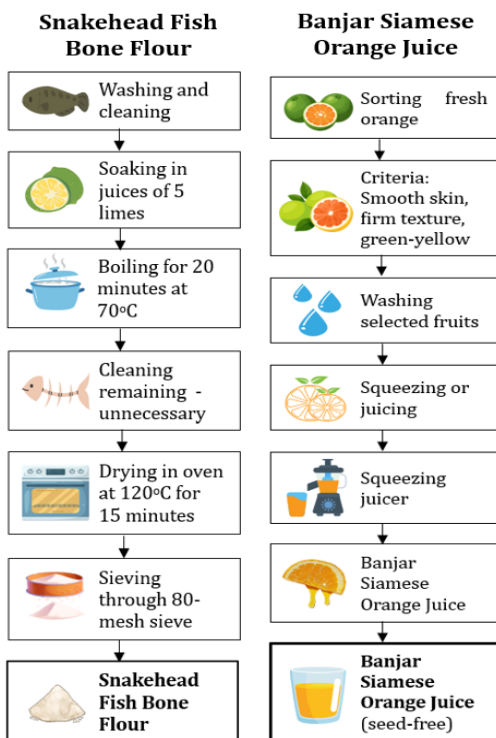 Snakehead Fish
Bone Flour
Washing and
cleaning
Soaking in
juices of 5
limes
Boiling for 20
minutes at
70ºC
Cleaning
remaining -
unnecessary
Drying in oven
at 120ºC for
15 minutes
Sieving
through 80-
mesh sieve
Snakehead
Fish Bone
Flour
Banjar Siamese
Orange Juice
Sorting fresh
orange
Criteria:
Smooth skin,
firm texture,
green-yellow
Washing
selected fruits
Squeezing or
juicing
Squeezing
juicer
Banjar
Siamese
Orange Juice
Banjar
Siamese
Orange Juice
(seed-free)